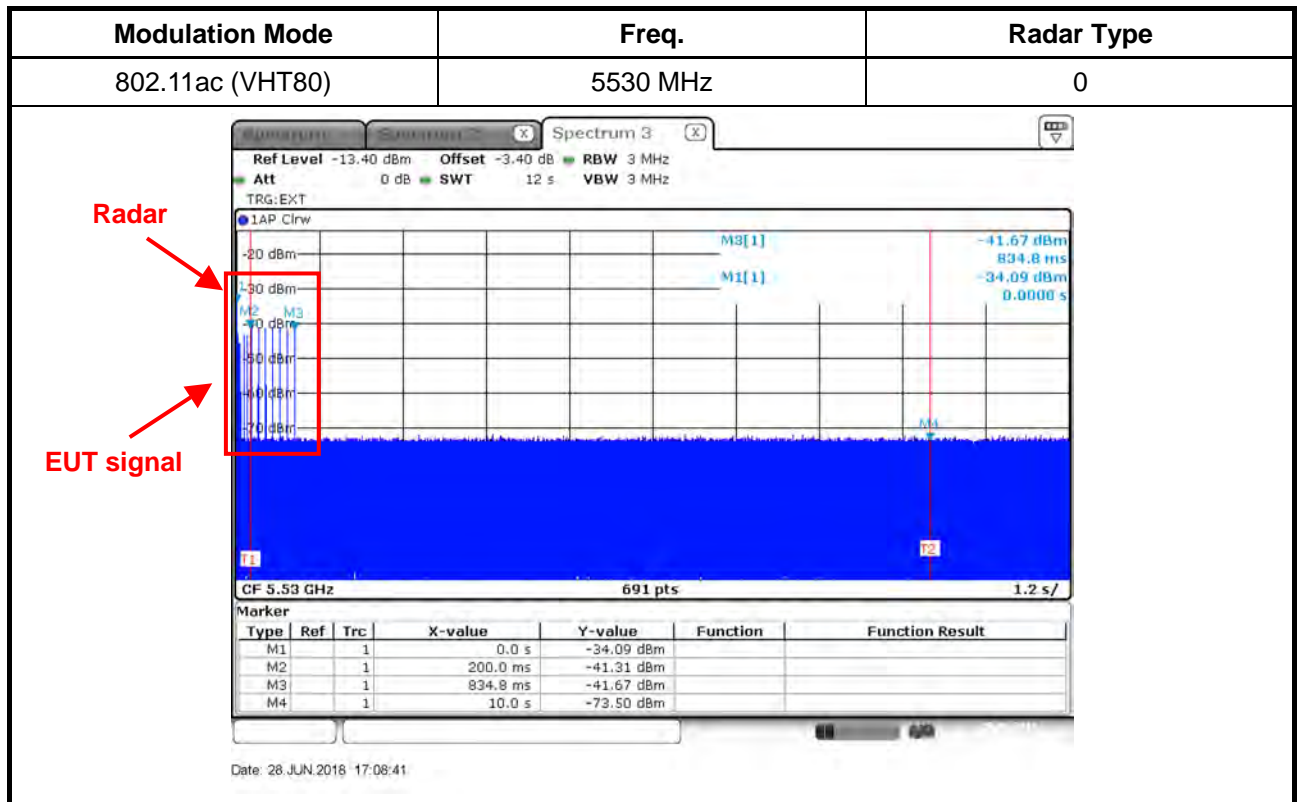 Modulation Mode Freq. Radar Type
802.11ac (VHT80) 5530 MHz 0
Spectrum 3
Ref Level -13.40 dBm Offset -3.40 dB RBW 3 MHz
Att 0 dB SWT 12 s VBW 3 MHz
TRG:EXT
1AP Clrw
Radar
M3[1] -41.67 dBm
-20 dBm
834.8 ms
M1[1] -34.09 dBm
-30 dBm
0.0000 s
M2 M3
-40 dBm
-50 dBm
-60 dBm
-70 dBm
M4
EUT signal
T1 T2
CF 5.53 GHz 691 pts 1.2 s/
Marker
Type Ref Trc X-value Y-value Function Function Result
M1 1 0.0 s -34.09 dBm
M2 1 200.0 ms -41.31 dBm
M3 1 834.8 ms -41.67 dBm
M4 1 10.0 s -73.50 dBm
Date: 28.JUN.2018 17:08:41